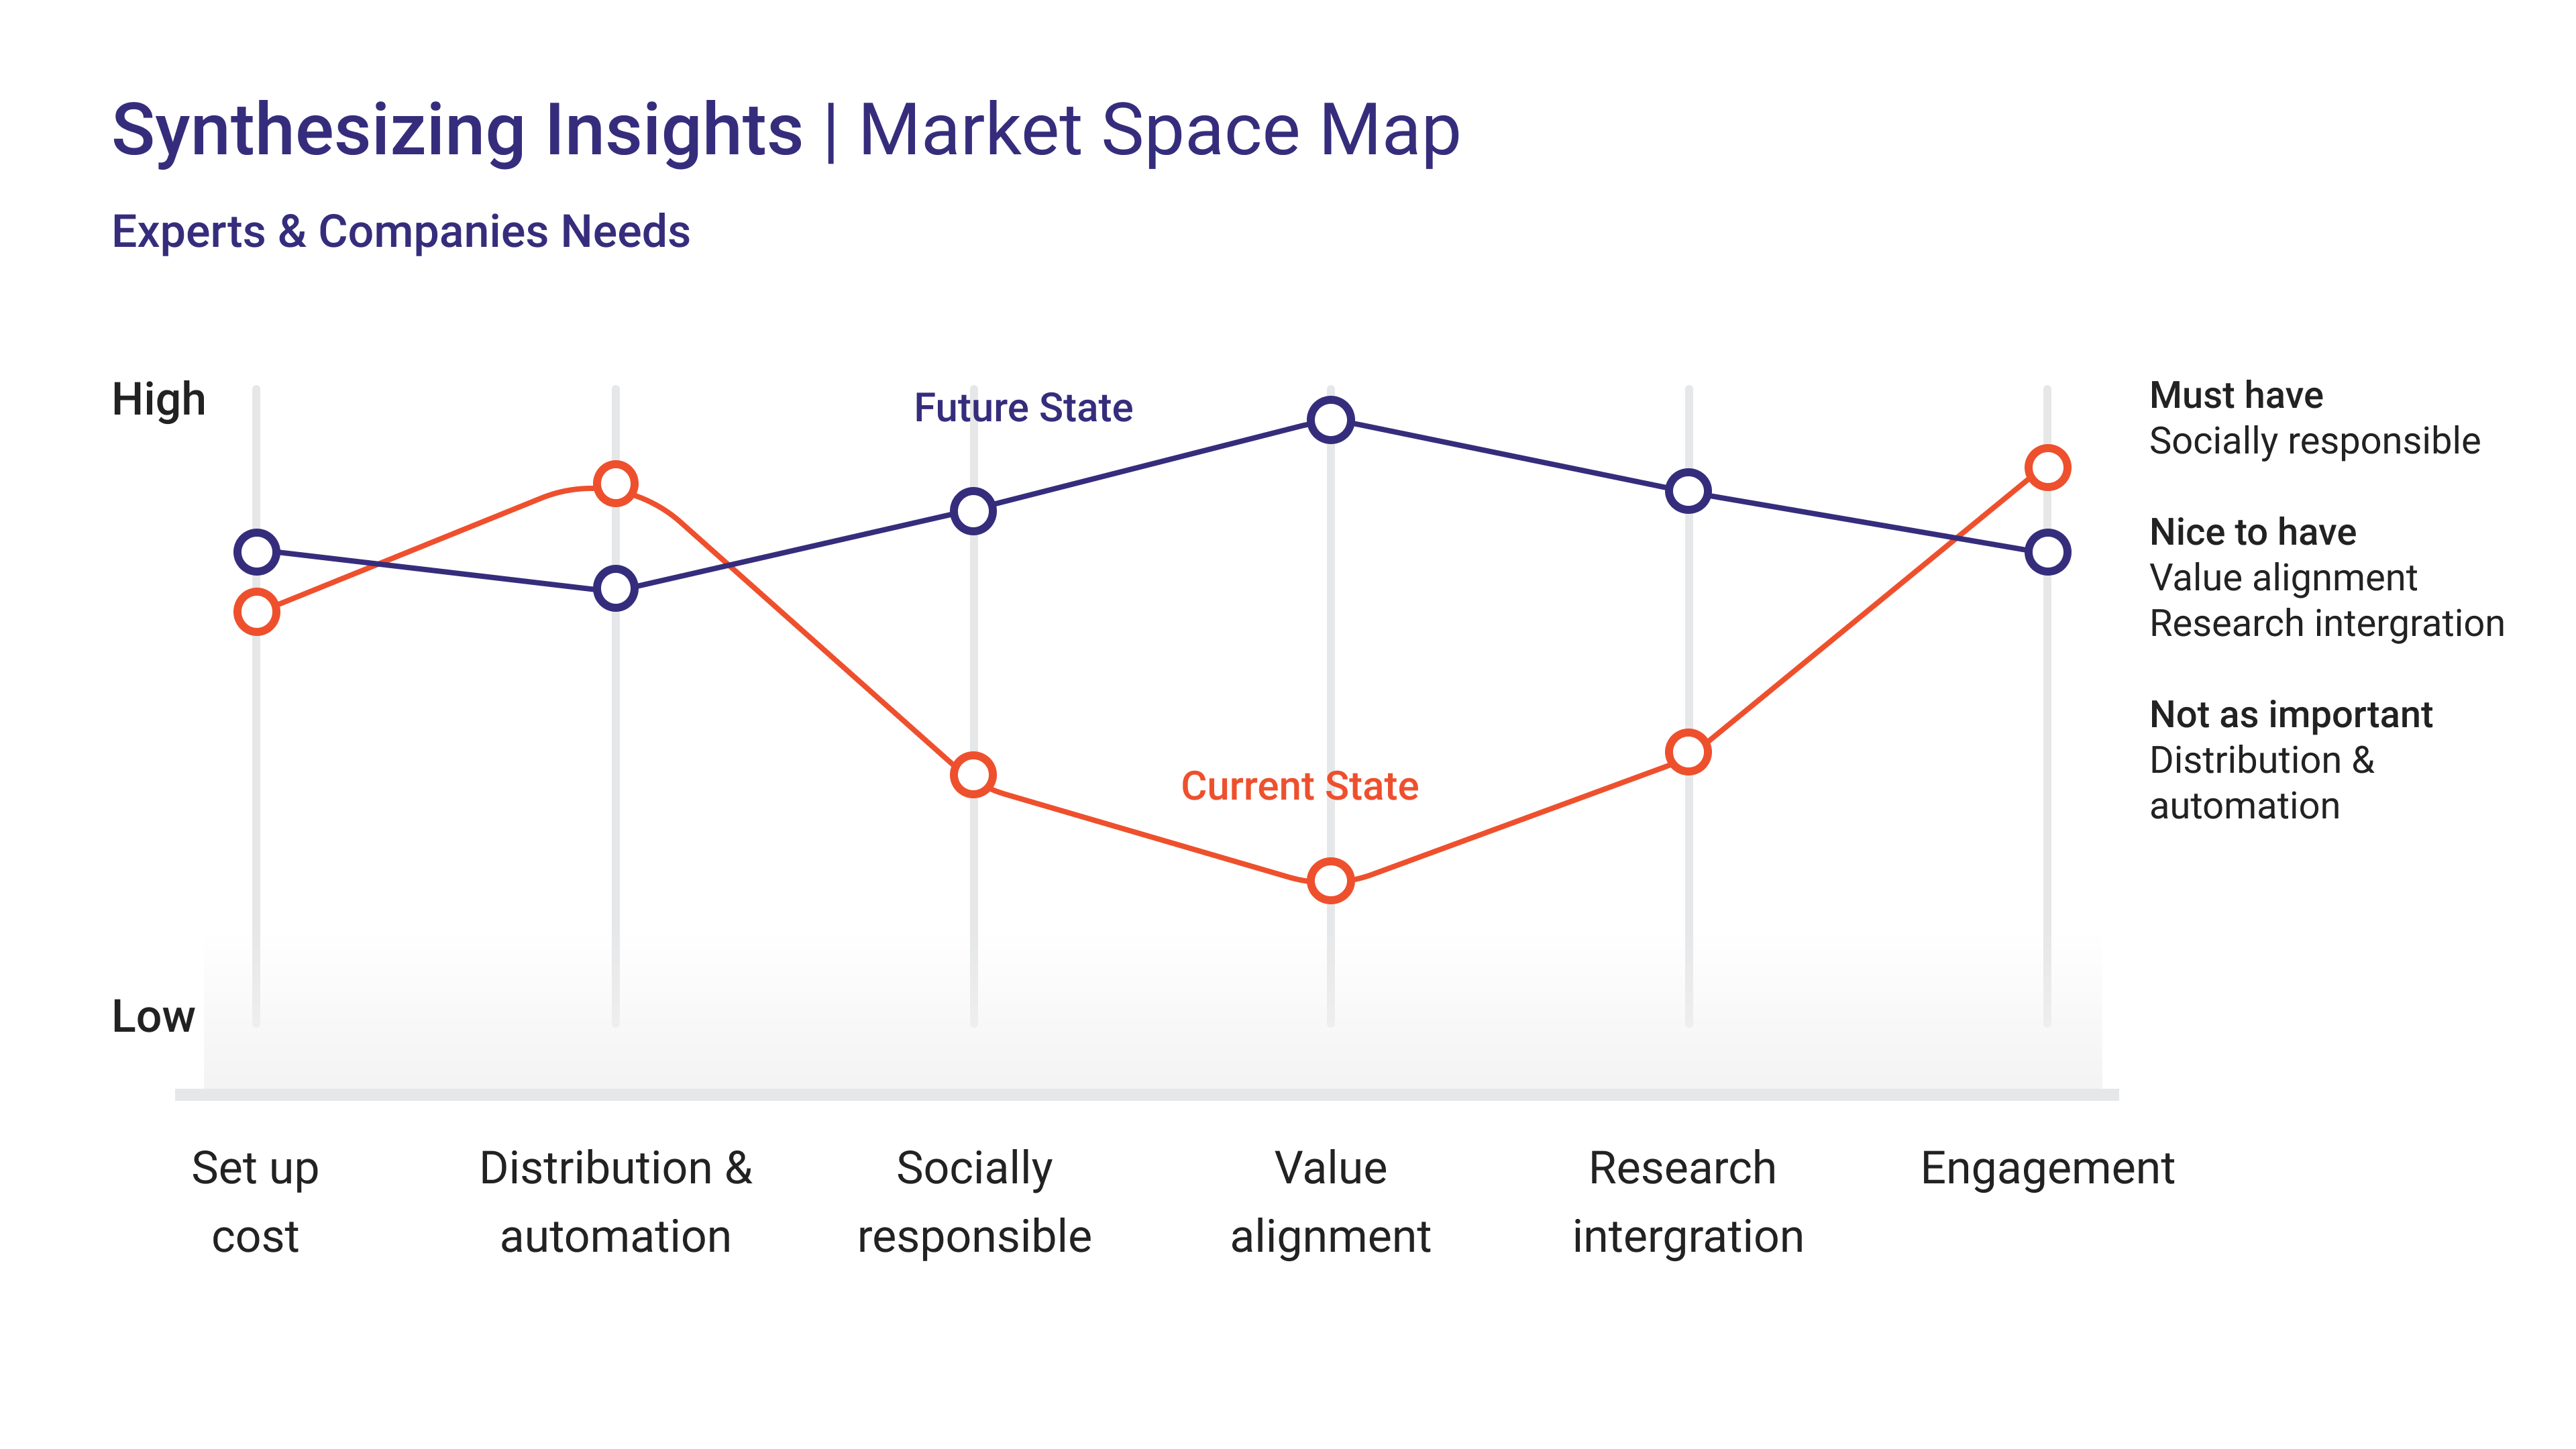 Synthesizing Insights | Market Space Map
Experts & Companies Needs
High
Low
Future State
Current State
Must have
Socially responsible
Nice to have
Value alignment
Research intergration
Not as important
Distribution &
automation
Set up
cost
Distribution &
automation
Socially
responsible
Value
alignment
Research
intergration
Engagement